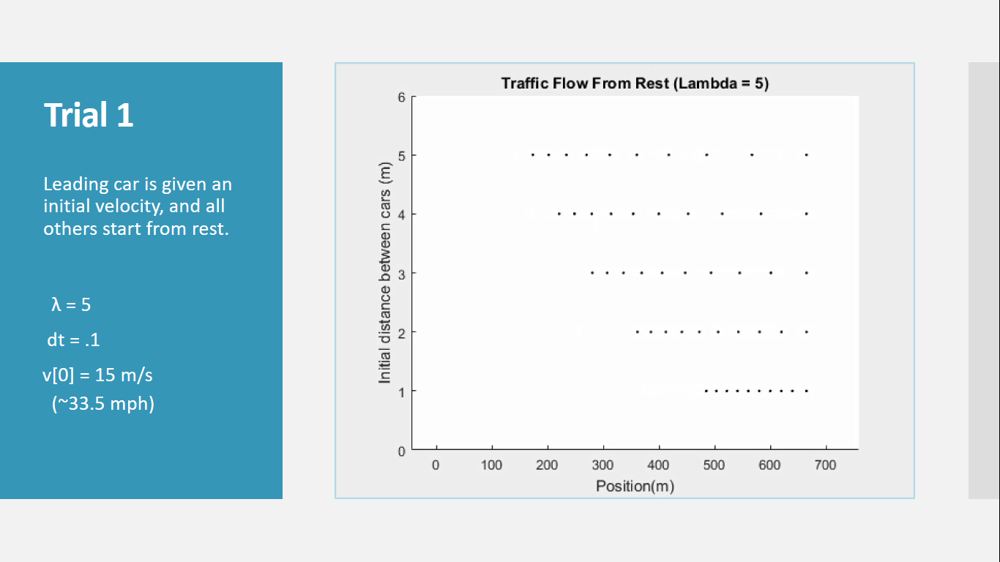 Trial 1
Leading car is given an
initial velocity, and all
others start from rest.
λ = 5
dt = .1
v[0] = 15 m/s
(~33.5 mph)
Traffic Flow From Rest (Lambda = 5)
Initial distance between cars (m)
6
5
4
3
2
1
0
0 100 200 300 400 500 600 700
Position(m)